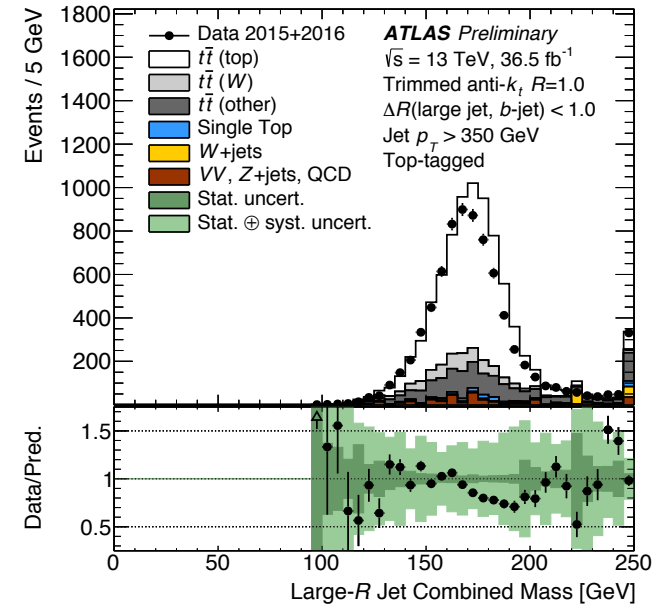 Events / 5 GeV
1800
1600
1400
1200
1000
800
600
400
200
Data 2015+2016
tt̅ (top)
tt̅ (W)
tt̅ (other)
Single Top
W+jets
VV, Z+jets, QCD
Stat. uncert.
Stat. ⊕ syst. uncert.
ATLAS Preliminary
√s = 13 TeV, 36.5 fb⁻¹
Trimmed anti-kₜ R=1.0
ΔR(large jet, b-jet) < 1.0
Jet p_T > 350 GeV
Top-tagged
Data/Pred.
1.5
1
0.5
0 50 100 150 200 250
Large-R Jet Combined Mass [GeV]